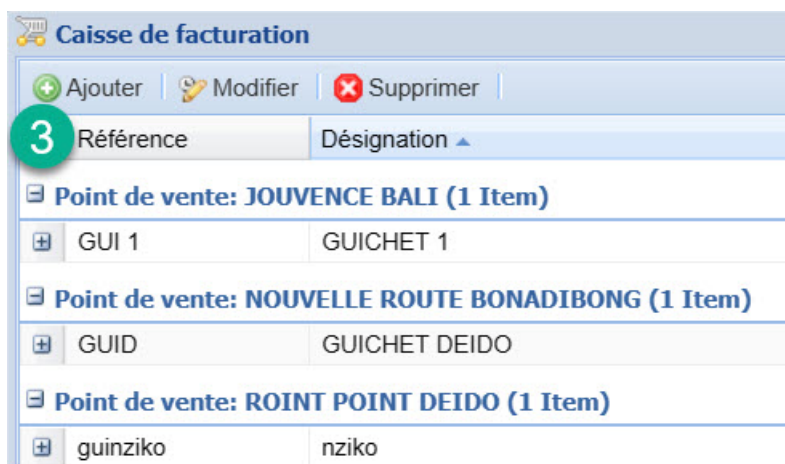 Caisse de facturation
Ajouter Modifier Supprimer
3 Référence Désignation
Point de vente: JOUVENCE BALI (1 Item)
GUI 1 GUICHET 1
Point de vente: NOUVELLE ROUTE BONADIBONG (1 Item)
GUID GUICHET DEIDO
Point de vente: ROINT POINT DEIDO (1 Item)
guinziko nziko